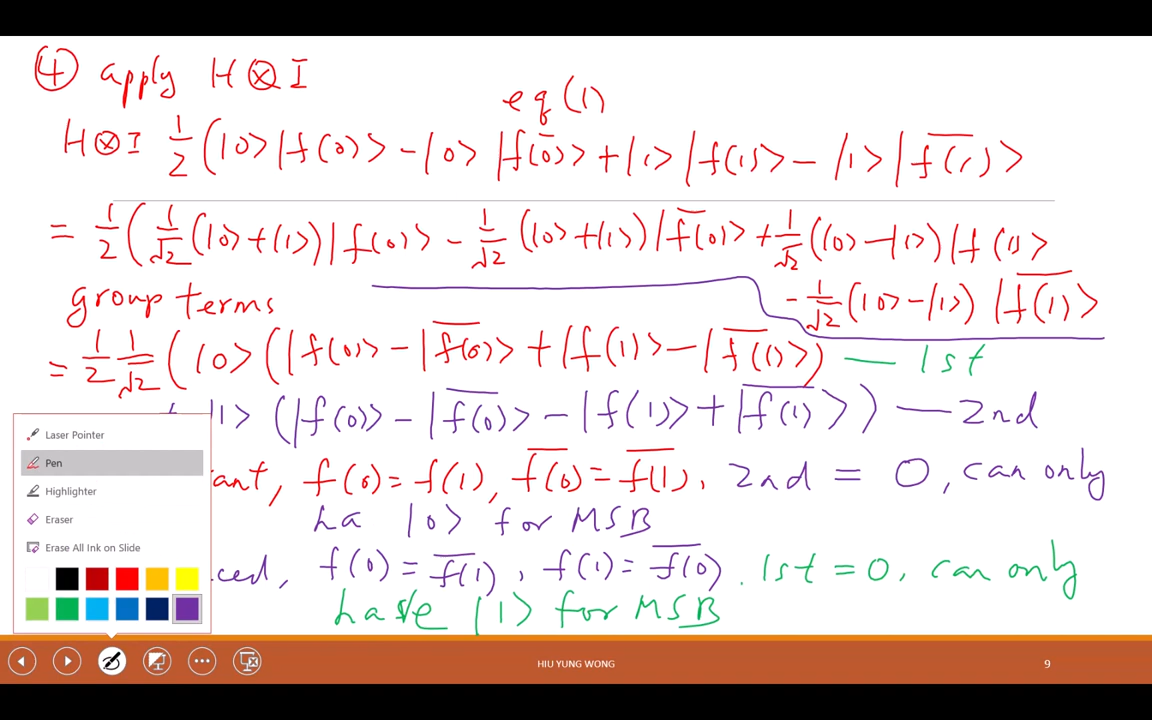 ④ apply H⊗I
eq(1)
H⊗I 1/2 (|0>|f(0)> - |0>|f̅(̅0̅)̅> + |1>|f(1)> - |1>|f̅(̅1̅)̅>
= 1/2 (1/√2 (|0>+|1>)|f(0)> - 1/√2 (|0>+|1>)|f̅(̅0̅)̅> + 1/√2 (|0>-|1>)|f(1)>
- 1/√2 (|0>-|1>) |f̅(̅1̅)̅>
group terms
= 1/2 1/√2 (|0> (|f(0)> - |f̅(̅0̅)̅> + |f(1)> - |f̅(̅1̅)̅>) — 1st
|1> (|f(0)> - |f̅(̅0̅)̅> - |f(1)> + |f̅(̅1̅)̅>)) — 2nd
ant, f(0)=f(1), f̅(̅0̅)̅=f̅(̅1̅)̅, 2nd = 0, can only
ha |0> for MSB
ced, f(0)=f̅(̅1̅)̅, f(1)=f̅(̅0̅)̅. 1st=0, can only
have |1> for MSB
Laser Pointer
Pen
Highlighter
Eraser
Erase All Ink on Slide
HIU YUNG WONG
9